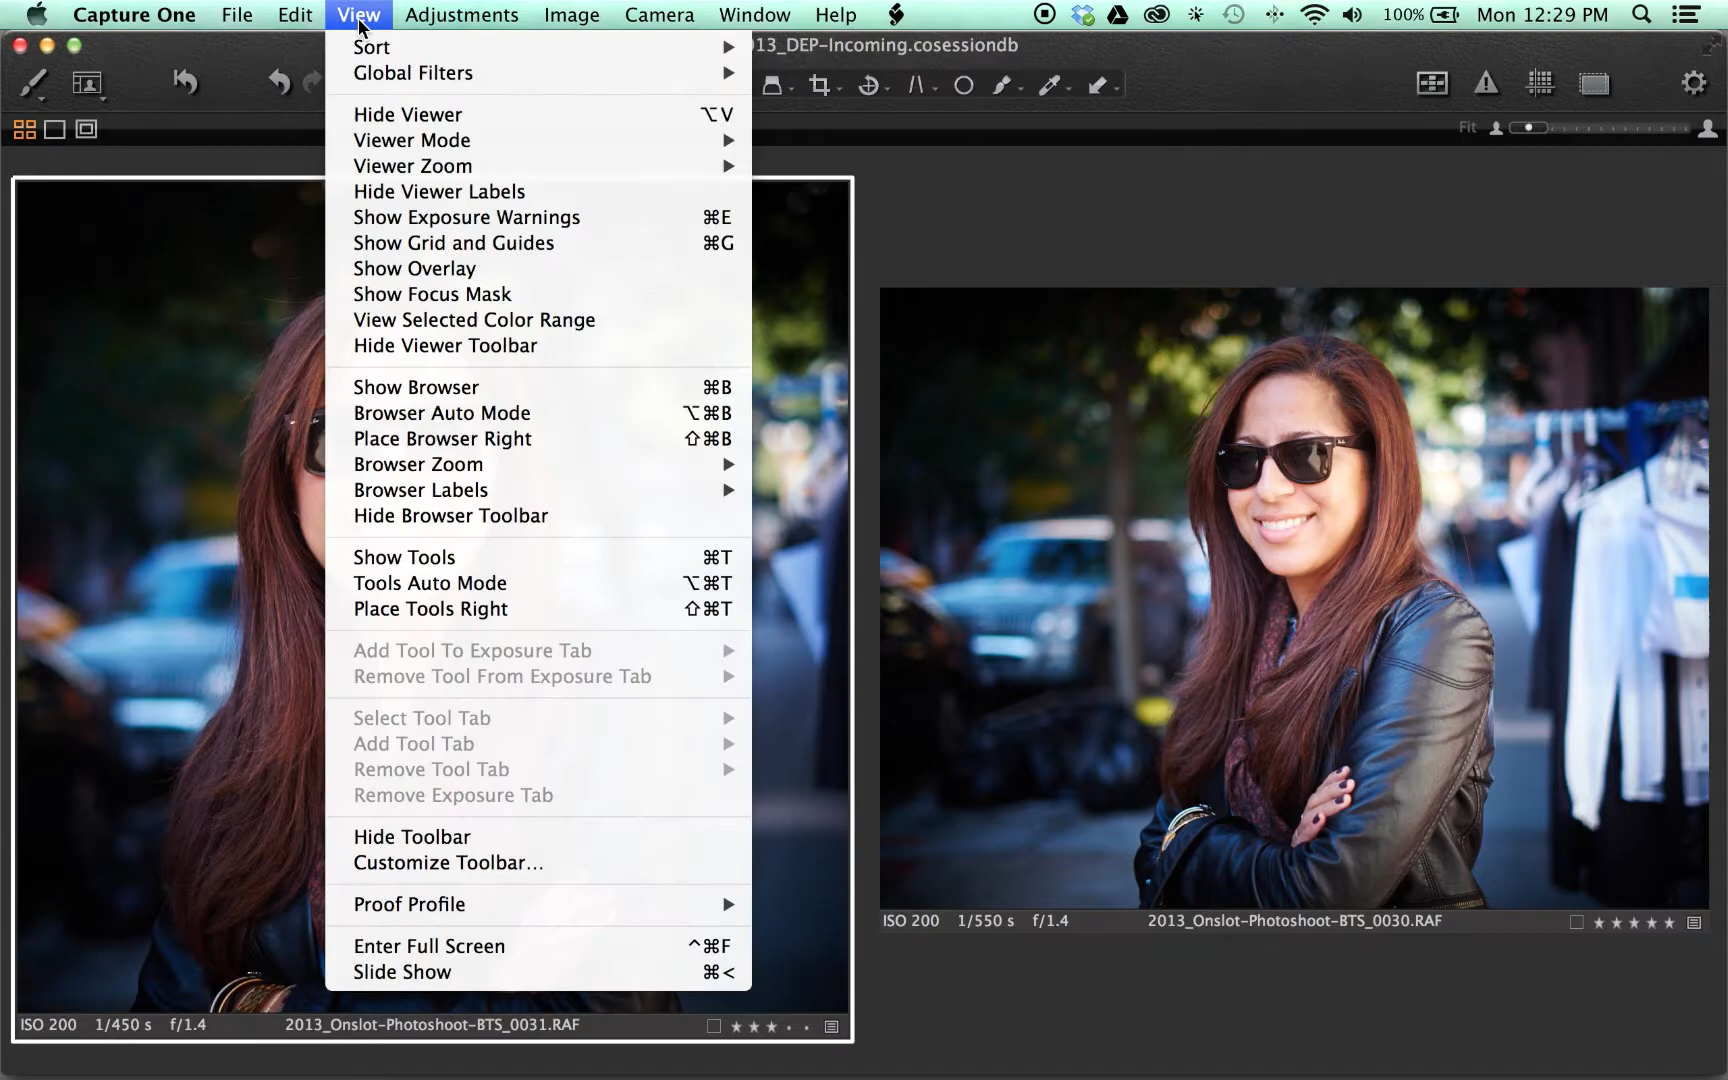 Capture One File Edit View Adjustments Image Camera Window Help 100% Mon 12:29 PM
13_DEP-Incoming.cosessiondb
Fit
Sort
Global Filters
Hide Viewer ⌥V
Viewer Mode
Viewer Zoom
Hide Viewer Labels
Show Exposure Warnings ⌘E
Show Grid and Guides ⌘G
Show Overlay
Show Focus Mask
View Selected Color Range
Hide Viewer Toolbar
Show Browser ⌘B
Browser Auto Mode ⌥⌘B
Place Browser Right ⇧⌘B
Browser Zoom
Browser Labels
Hide Browser Toolbar
Show Tools ⌘T
Tools Auto Mode ⌥⌘T
Place Tools Right ⇧⌘T
Add Tool To Exposure Tab
Remove Tool From Exposure Tab
Select Tool Tab
Add Tool Tab
Remove Tool Tab
Remove Exposure Tab
Hide Toolbar
Customize Toolbar...
Proof Profile
Enter Full Screen ^⌘F
Slide Show ⌘<
ISO 200 1/450 s f/1.4 2013_Onslot-Photoshoot-BTS_0031.RAF
ISO 200 1/550 s f/1.4 2013_Onslot-Photoshoot-BTS_0030.RAF